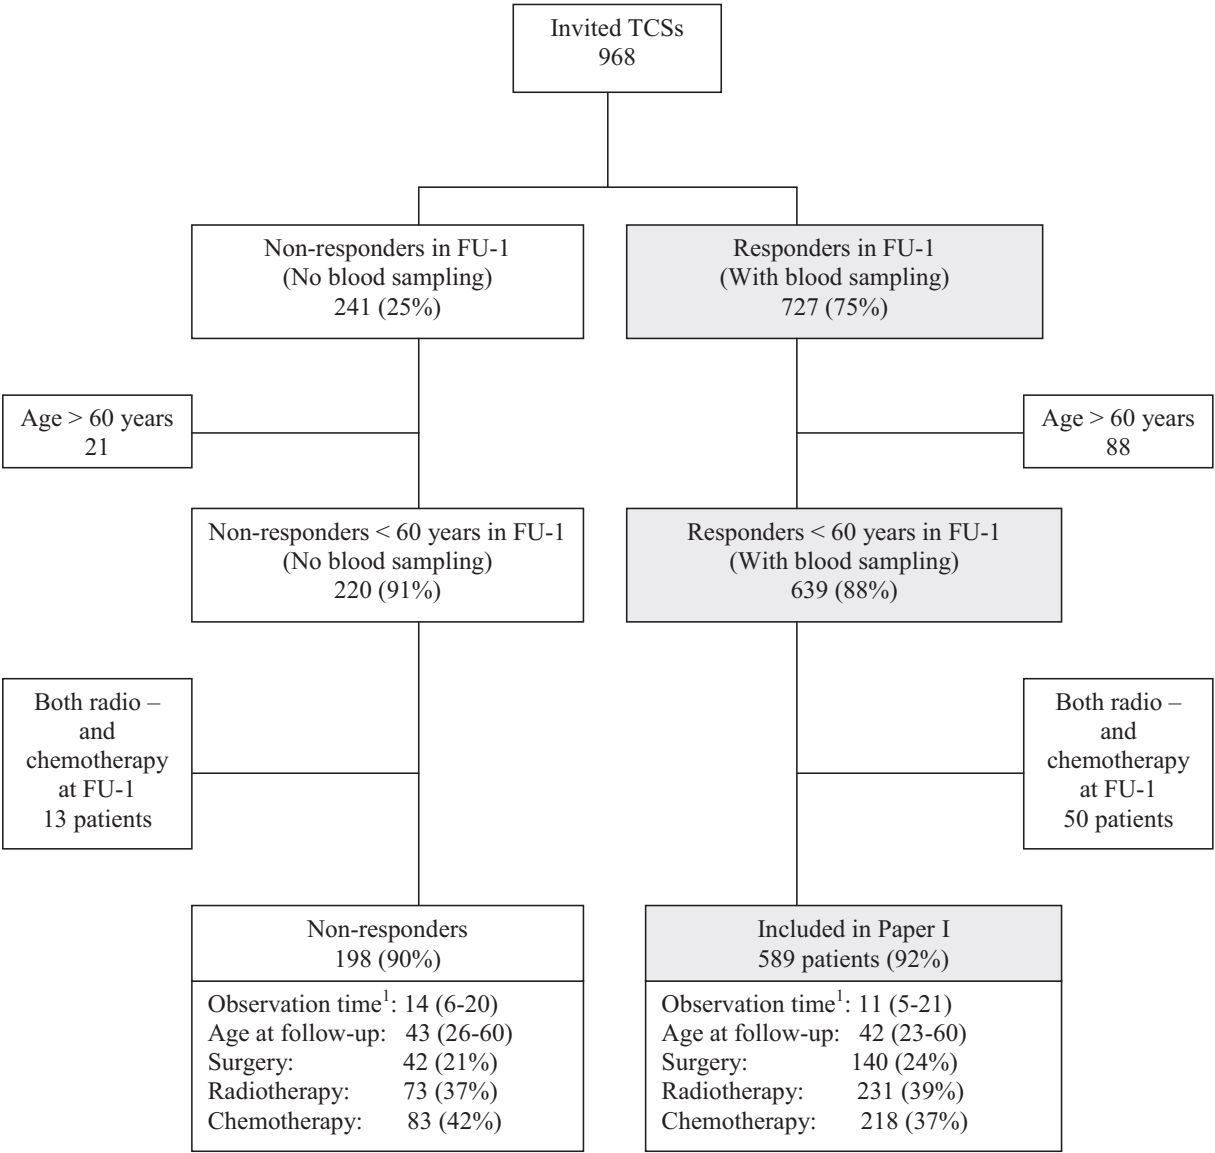 Invited TCSs
968
Non-responders in FU-1
(No blood sampling)
241 (25%)
Responders in FU-1
(With blood sampling)
727 (75%)
Age > 60 years
21
Age > 60 years
88
Non-responders < 60 years in FU-1
(No blood sampling)
220 (91%)
Responders < 60 years in FU-1
(With blood sampling)
639 (88%)
Both radio –
and
chemotherapy
at FU-1
13 patients
Both radio –
and
chemotherapy
at FU-1
50 patients
Non-responders
198 (90%)
Observation time¹: 14 (6-20)
Age at follow-up: 43 (26-60)
Surgery: 42 (21%)
Radiotherapy: 73 (37%)
Chemotherapy: 83 (42%)
Included in Paper I
589 patients (92%)
Observation time¹: 11 (5-21)
Age at follow-up: 42 (23-60)
Surgery: 140 (24%)
Radiotherapy: 231 (39%)
Chemotherapy: 218 (37%)